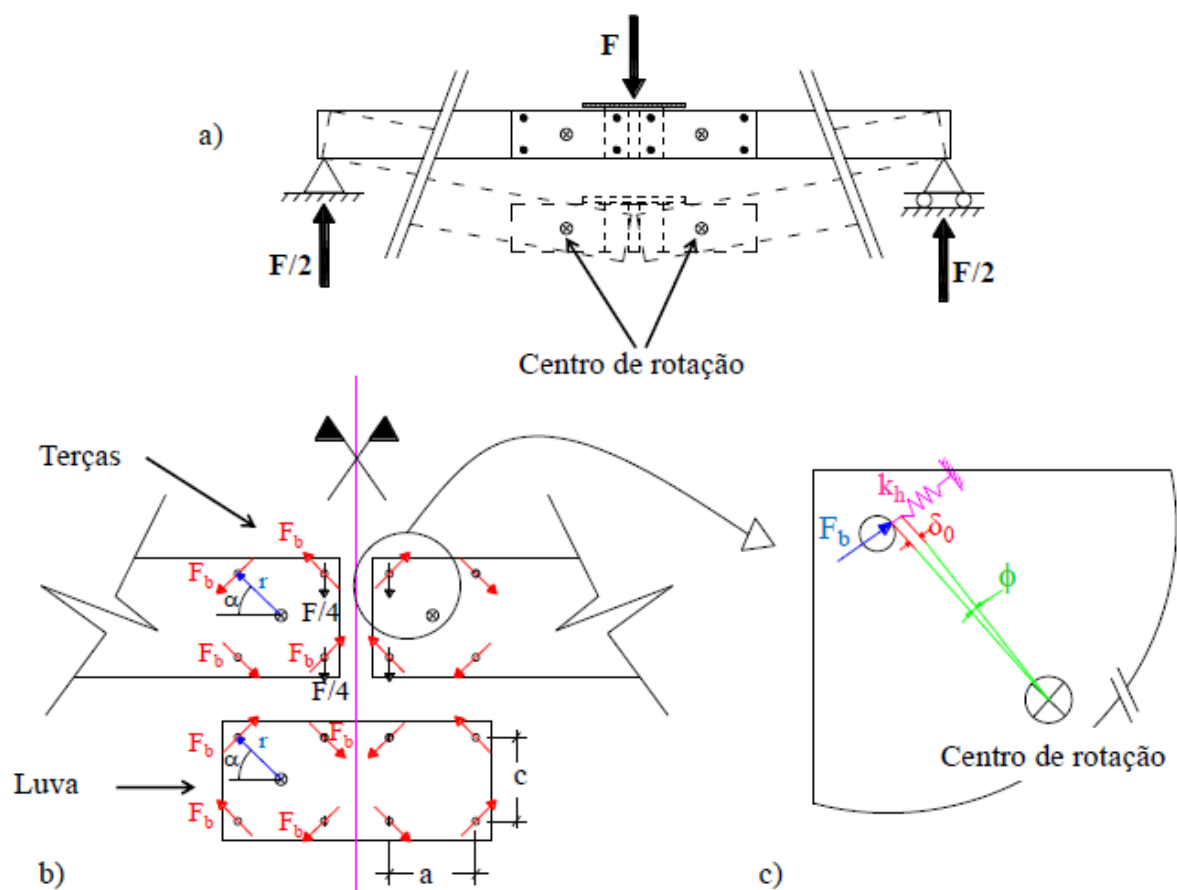 F
a)
F/2
F/2
Centro de rotação
Terças
F_b
F_b
r
α
F/4
F_b
F_b
F/4
k_h
F_b
δ_0
ϕ
Centro de rotação
F_b
F_b
r
α
Luva
c
F_b
F_b
a
b)
c)